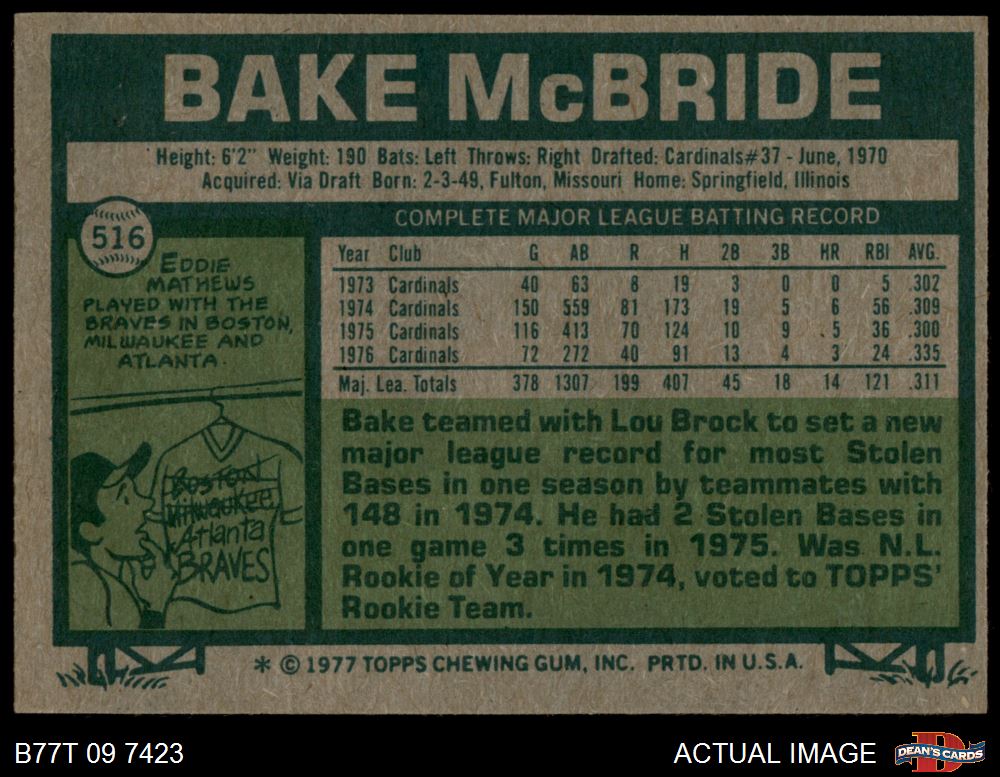 BAKE McBRIDE
Height: 6'2" Weight: 190 Bats: Left Throws: Right Drafted: Cardinals#37 - June, 1970
Acquired: Via Draft Born: 2-3-49, Fulton, Missouri Home: Springfield, Illinois
516
EDDIE
MATHEWS
PLAYED WITH THE
BRAVES IN BOSTON,
MILWAUKEE AND
ATLANTA.
BOSTON
MILWAUKEE
Atlanta
BRAVES
COMPLETE MAJOR LEAGUE BATTING RECORD
Year Club G AB R H 2B 3B HR RBI AVG.
1973 Cardinals 40 63 8 19 3 0 0 5 .302
1974 Cardinals 150 559 81 173 19 5 6 56 .309
1975 Cardinals 116 413 70 124 10 9 5 36 .300
1976 Cardinals 72 272 40 91 13 4 3 24 .335
Maj. Lea. Totals 378 1307 199 407 45 18 14 121 .311
Bake teamed with Lou Brock to set a new
major league record for most Stolen
Bases in one season by teammates with
148 in 1974. He had 2 Stolen Bases in
one game 3 times in 1975. Was N.L.
Rookie of Year in 1974, voted to TOPPS'
Rookie Team.
* © 1977 TOPPS CHEWING GUM, INC. PRTD. IN U.S.A.
B77T 09 7423
ACTUAL IMAGE
D
DEAN'S CARDS